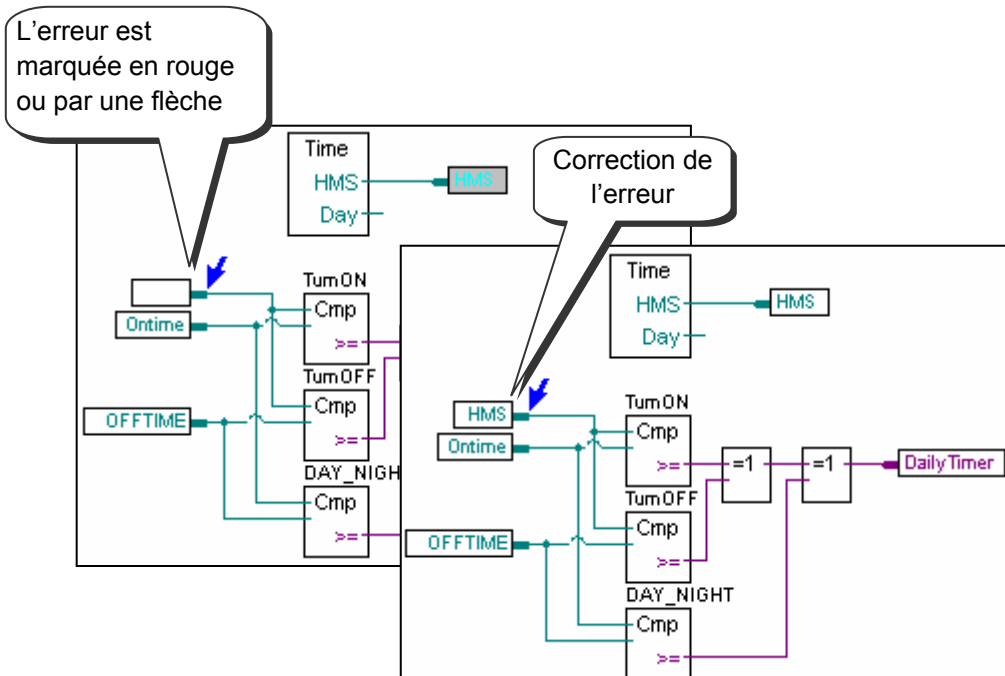 L'erreur est
marquée en rouge
ou par une flèche
Time
HMS
HMS
Day
Ontime
TurnON
Cmp
>=
TurnOFF
Cmp
>=
OFFTIME
DAY_NIGH
Cmp
>=
Correction de
l'erreur
Time
HMS
HMS
Day
HMS
Ontime
TurnON
Cmp
>=
=1
=1
DailyTimer
TurnOFF
Cmp
>=
OFFTIME
DAY_NIGHT
Cmp
>=